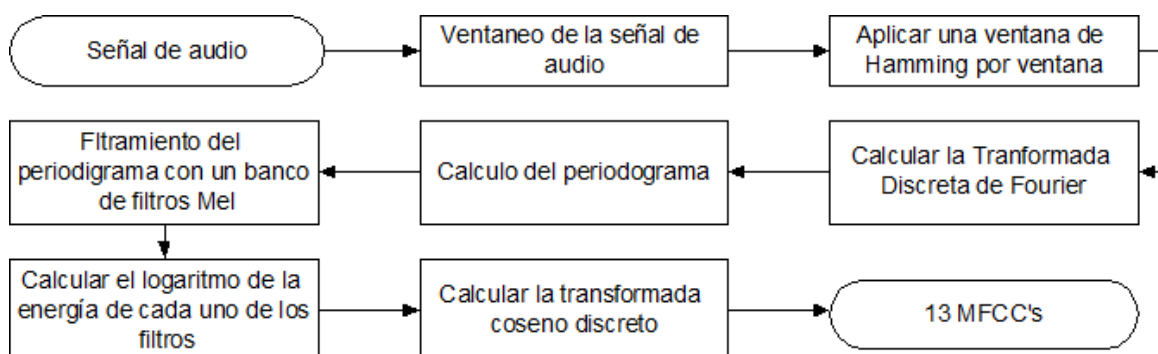 Señal de audio
Ventaneo de la señal de
audio
Aplicar una ventana de
Hamming por ventana
Calcular la Tranformada
Discreta de Fourier
Calculo del periodograma
Fltramiento del
periodigrama con un banco
de filtros Mel
Calcular el logaritmo de la
energía de cada uno de los
filtros
Calcular la transformada
coseno discreto
13 MFCC's